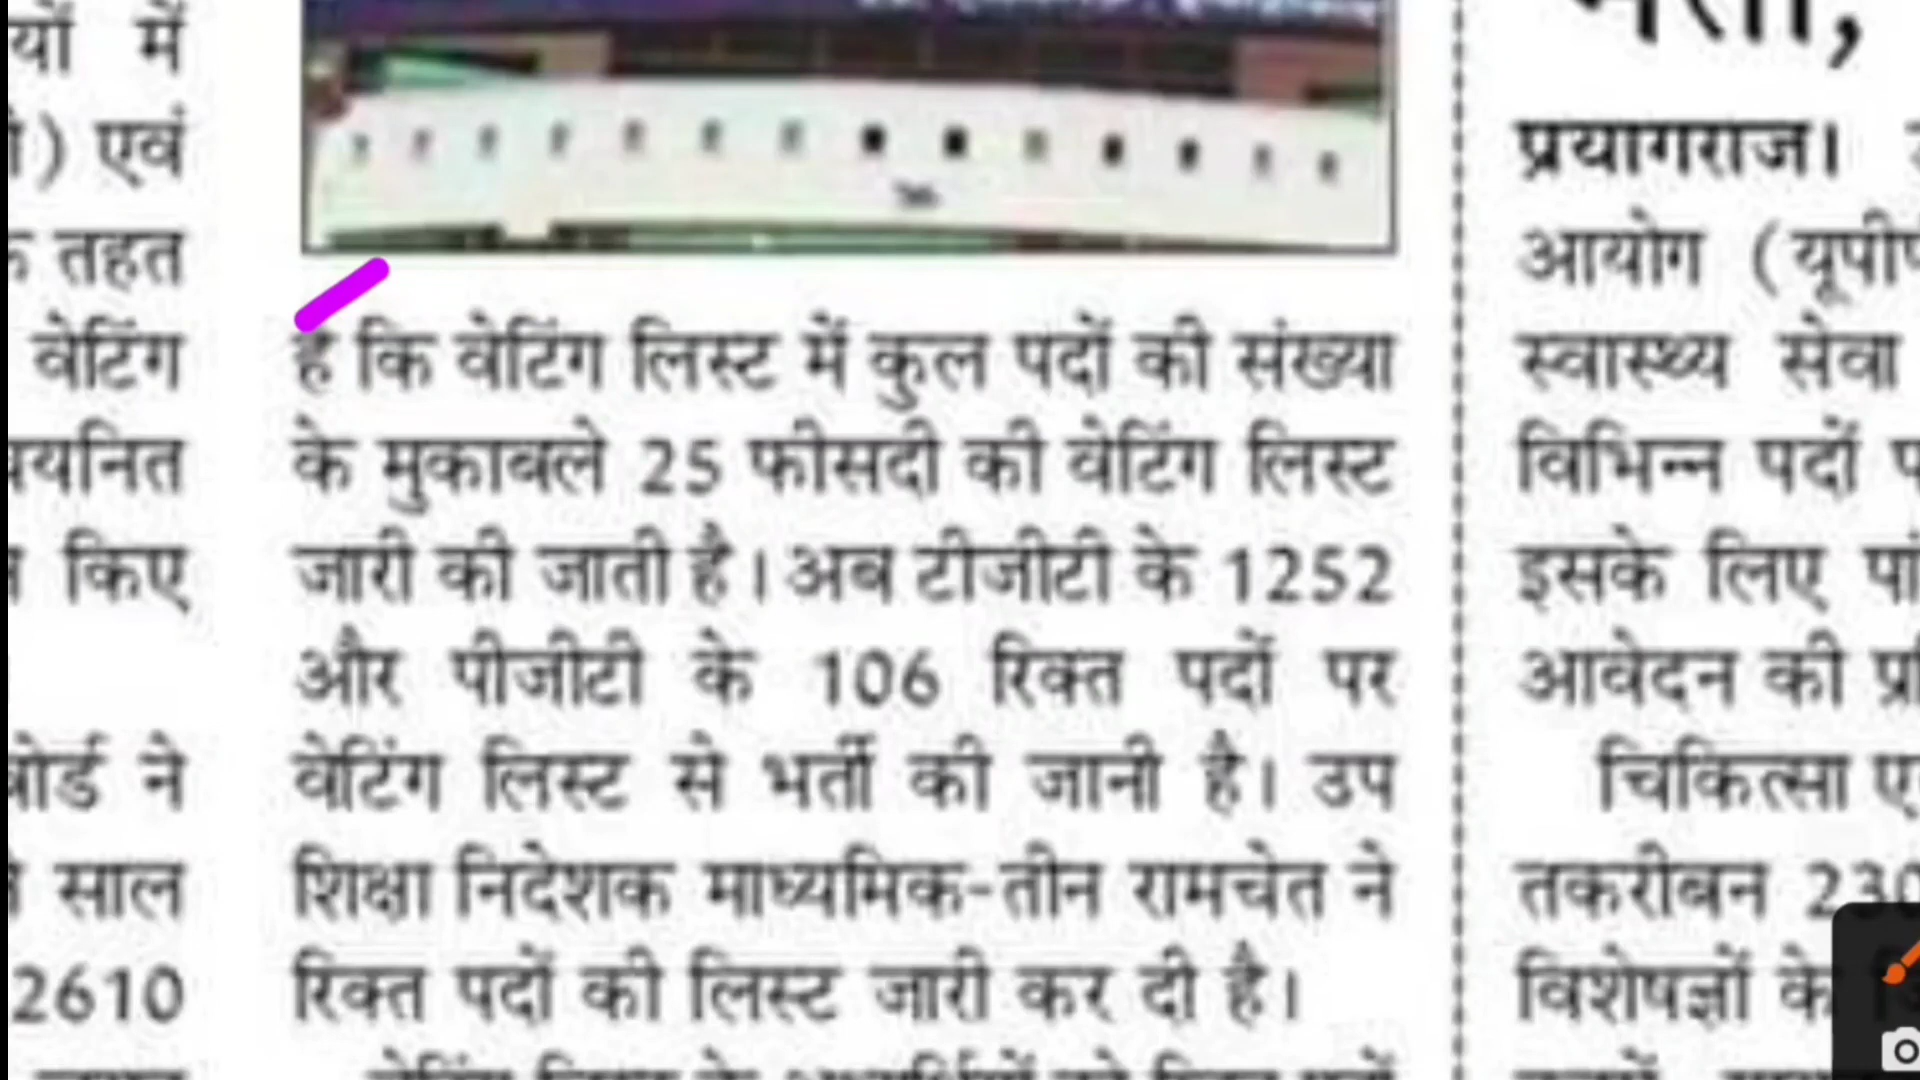 यों में
एवं
तहत
वेटिंग
किए
ने
साल
2610
है कि वेटिंग लिस्ट में कुल पदों की संख्या
के मुकाबले 25 फीसदी की वेटिंग लिस्ट
जारी की जाती है। अब टीजीटी के 1252
और पीजीटी के 106 रिक्त पदों पर
वेटिंग लिस्ट से भर्ती की जानी है। उप
शिक्षा निदेशक माध्यमिक-तीन रामचेत ने
रिक्त पदों की लिस्ट जारी कर दी है।
प्रयागराज।
आयोग (यूपीप
स्वास्थ्य सेवा
विभिन्न पदों प
इसके लिए पां
आवेदन की प्र
चिकित्सा ए
तकरीबन 230
विशेषज्ञों के